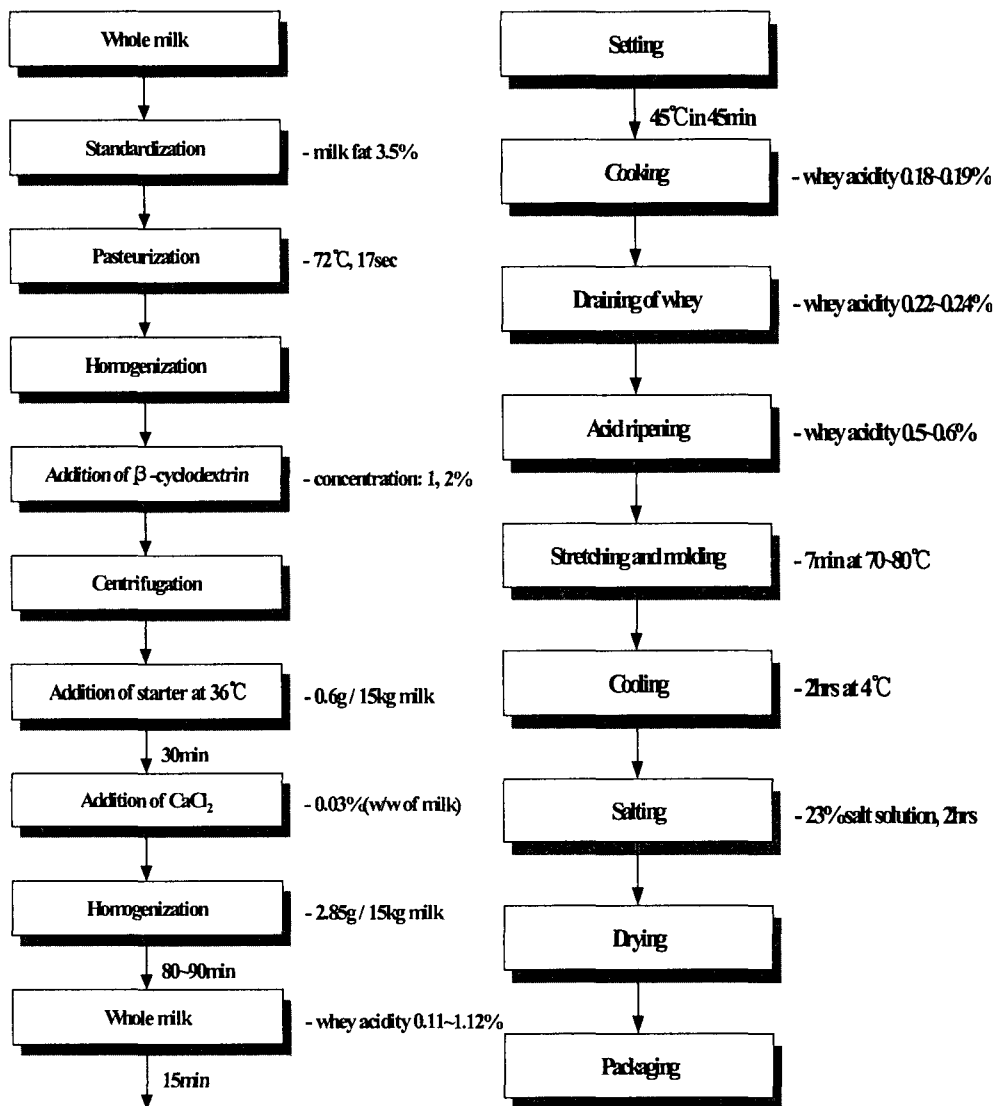 Whole milk
Standardization - milk fat 3.5%
Pasteurization - 72℃, 17sec
Homogenization
Addition of β-cyclodextrin - concentration: 1, 2%
Centrifugation
Addition of starter at 36℃ - 0.6g / 15kg milk
30min
Addition of CaCl₂ - 0.03%(w/w of milk)
Homogenization - 2.85g / 15kg milk
80~90min
Whole milk - whey acidity 0.11~1.12%
15min
Setting
45℃ in 45min
Cooking - whey acidity 0.18~0.19%
Draining of whey - whey acidity 0.22~0.24%
Acid ripening - whey acidity 0.5~0.6%
Stretching and molding - 7min at 70~80℃
Cooling - 2hrs at 4℃
Salting - 23% salt solution, 2hrs
Drying
Packaging